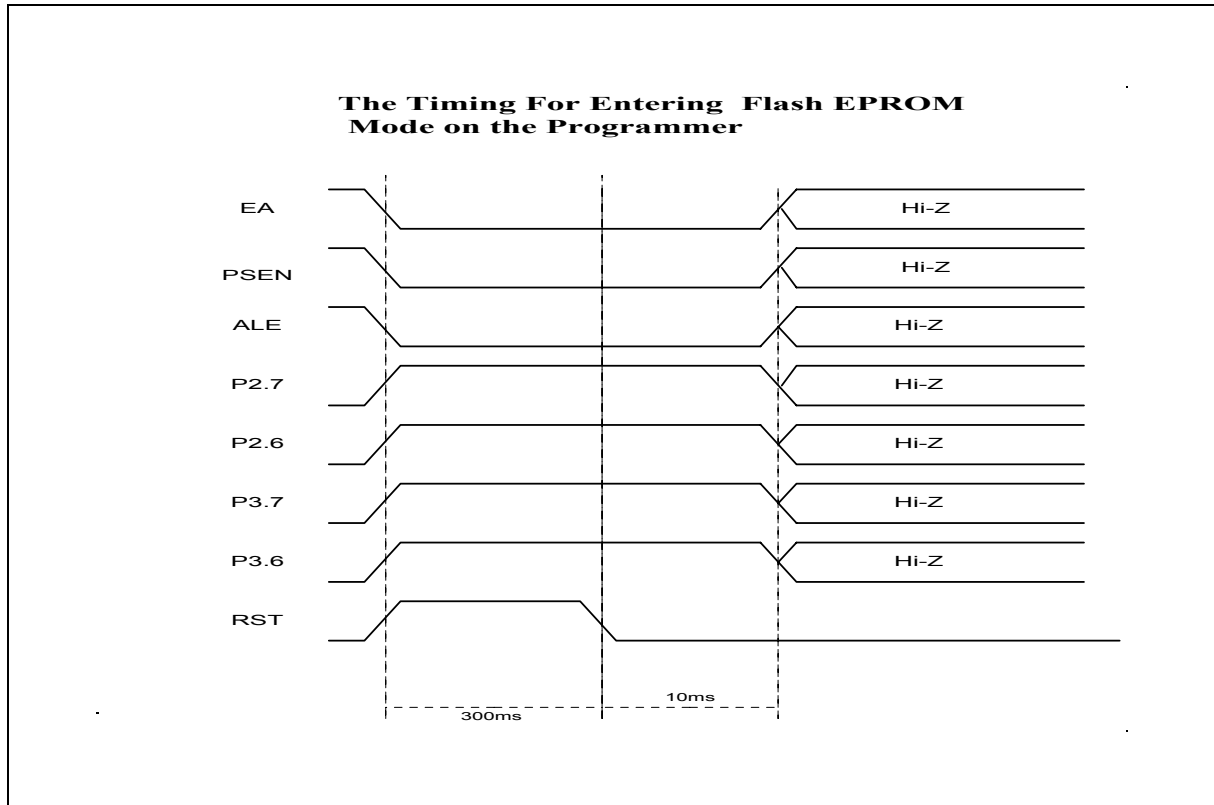 The Timing For Entering Flash EPROM
Mode on the Programmer
EA
Hi-Z
PSEN
Hi-Z
ALE
Hi-Z
P2.7
Hi-Z
P2.6
Hi-Z
P3.7
Hi-Z
P3.6
Hi-Z
RST
10ms
300ms